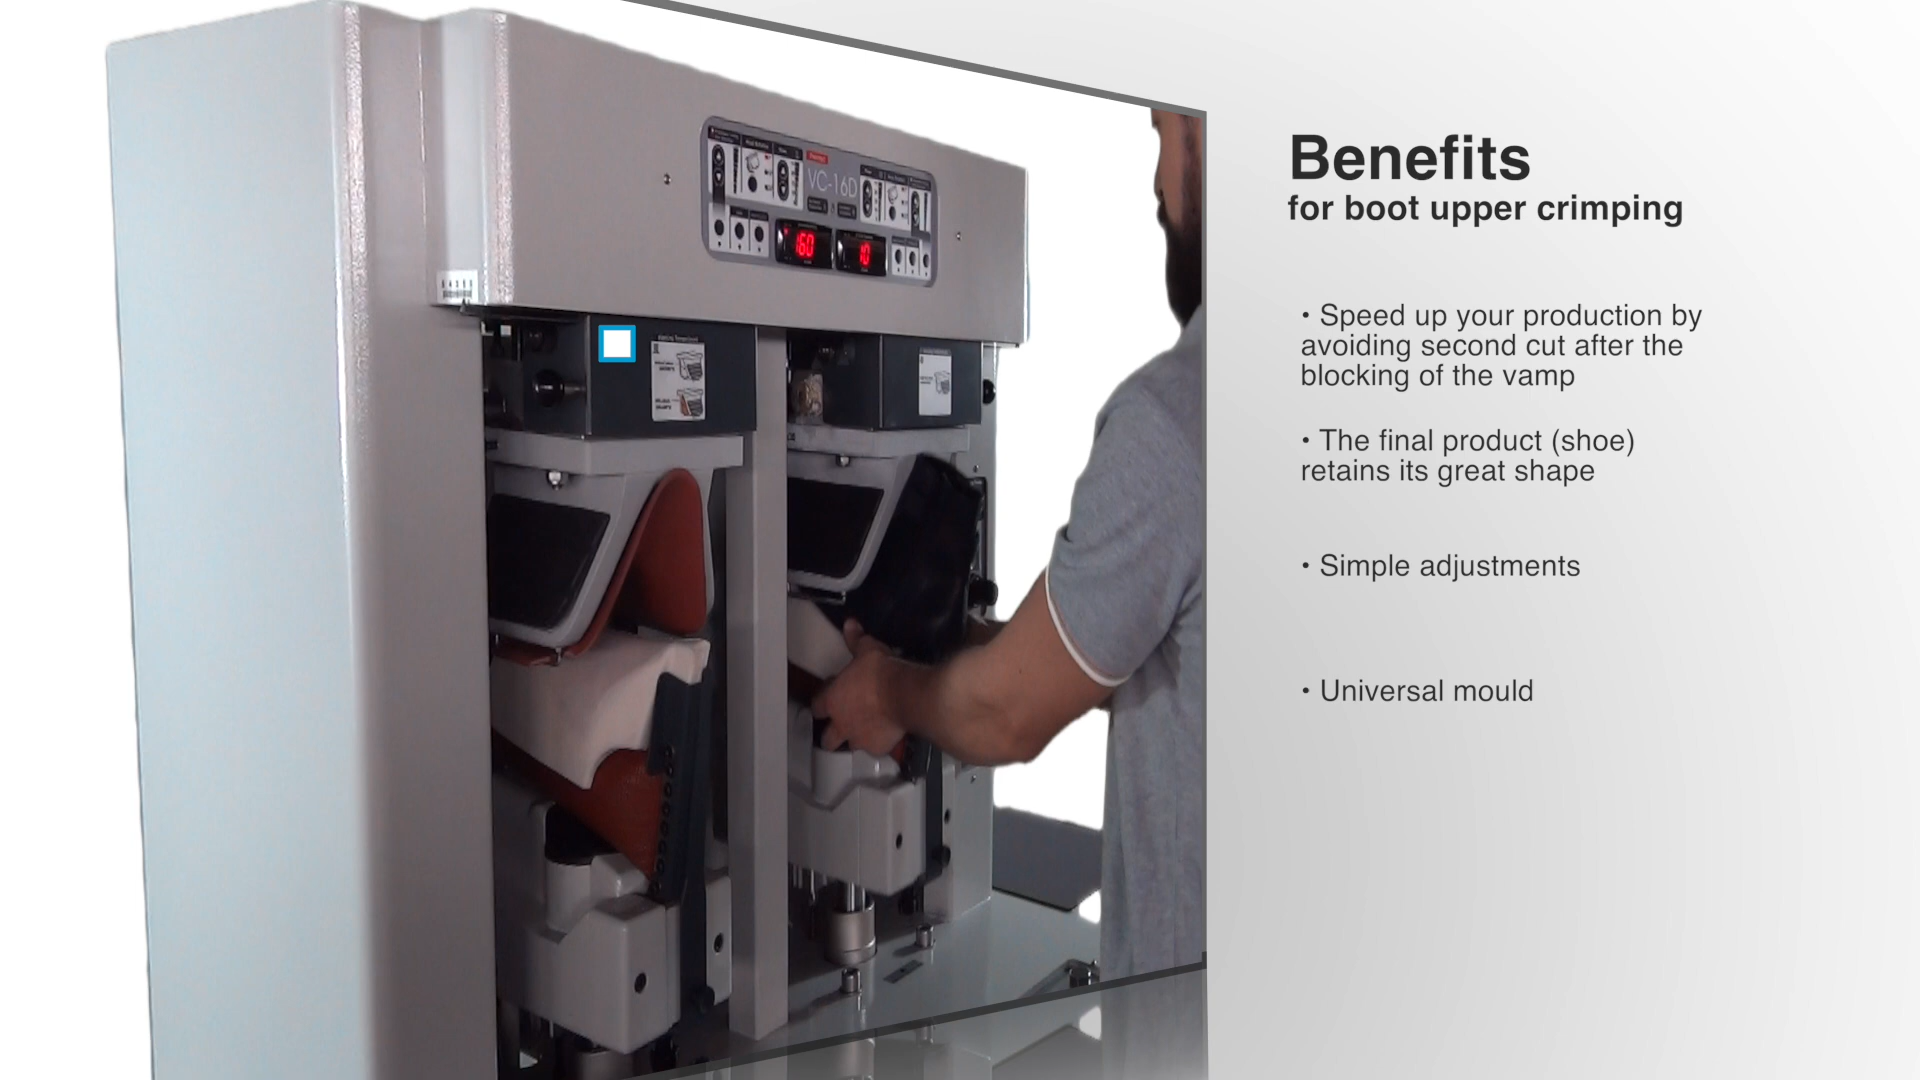 VC-16D
160
10
Benefits
for boot upper crimping
• Speed up your production by
avoiding second cut after the
blocking of the vamp
• The final product (shoe)
retains its great shape
• Simple adjustments
• Universal mould